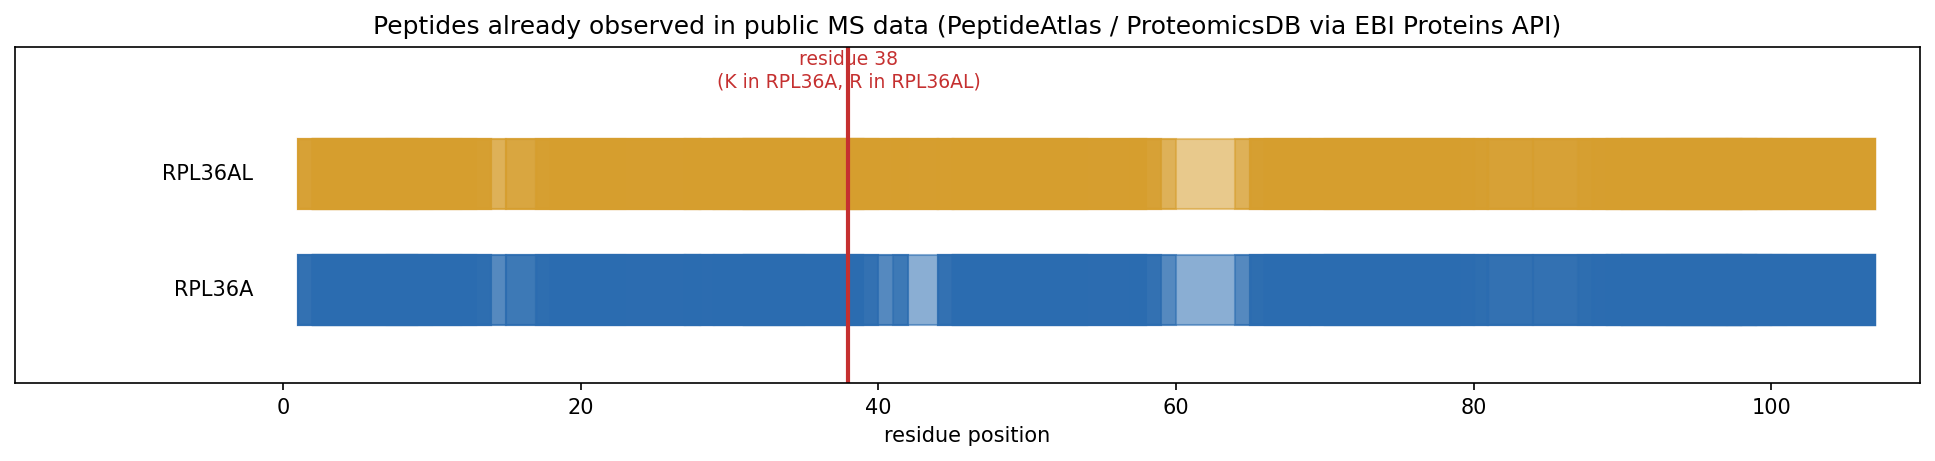 Peptides already observed in public MS data (PeptideAtlas / ProteomicsDB via EBI Proteins API)
residue 38
(K in RPL36A, R in RPL36AL)
RPL36AL
RPL36A
0 20 40 60 80 100
residue position